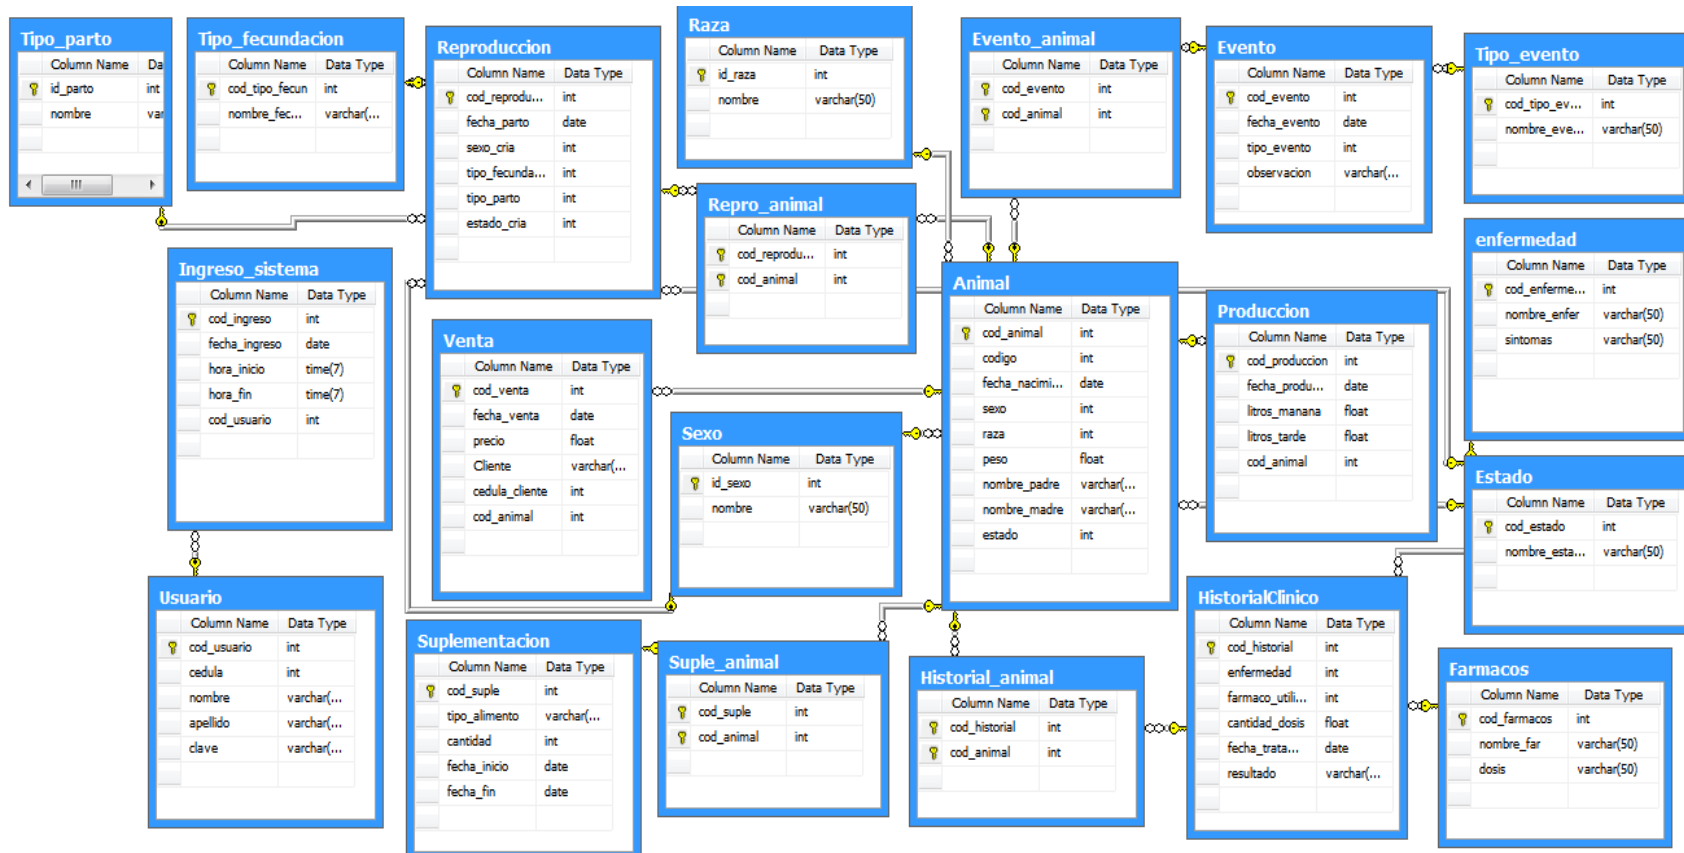 Tipo_parto
Column Name Da
id_parto int
nombre var
Tipo_fecundacion
Column Name Data Type
cod_tipo_fecun int
nombre_fec... varchar(...
Reproduccion
Column Name Data Type
cod_reprodu... int
fecha_parto date
sexo_cria int
tipo_fecunda... int
tipo_parto int
estado_cria int
Raza
Column Name Data Type
id_raza int
nombre varchar(50)
Evento_animal
Column Name Data Type
cod_evento int
cod_animal int
Evento
Column Name Data Type
cod_evento int
fecha_evento date
tipo_evento int
observacion varchar(...
Tipo_evento
Column Name Data Type
cod_tipo_ev... int
nombre_eve... varchar(50)
Repro_animal
Column Name Data Type
cod_reprodu... int
cod_animal int
enfermedad
Column Name Data Type
cod_enferme... int
nombre_enfer varchar(50)
sintomas varchar(50)
Ingreso_sistema
Column Name Data Type
cod_ingreso int
fecha_ingreso date
hora_inicio time(7)
hora_fin time(7)
cod_usuario int
Venta
Column Name Data Type
cod_venta int
fecha_venta date
precio float
Cliente varchar(...
cedula_cliente int
cod_animal int
Sexo
Column Name Data Type
id_sexo int
nombre varchar(50)
Animal
Column Name Data Type
cod_animal int
codigo int
fecha_nacimi... date
sexo int
raza int
peso float
nombre_padre varchar(...
nombre_madre varchar(...
estado int
Produccion
Column Name Data Type
cod_produccion int
fecha_produ... date
litros_manana float
litros_tarde float
cod_animal int
Estado
Column Name Data Type
cod_estado int
nombre_esta... varchar(50)
Usuario
Column Name Data Type
cod_usuario int
cedula int
nombre varchar(...
apellido varchar(...
clave varchar(...
Suplementacion
Column Name Data Type
cod_suple int
tipo_alimento varchar(...
cantidad int
fecha_inicio date
fecha_fin date
Suple_animal
Column Name Data Type
cod_suple int
cod_animal int
Historial_animal
Column Name Data Type
cod_historial int
cod_animal int
HistorialClinico
Column Name Data Type
cod_historial int
enfermedad int
farmaco_utili... int
cantidad_dosis float
fecha_trata... date
resultado varchar(...
Farmacos
Column Name Data Type
cod_farmacos int
nombre_far varchar(50)
dosis varchar(50)